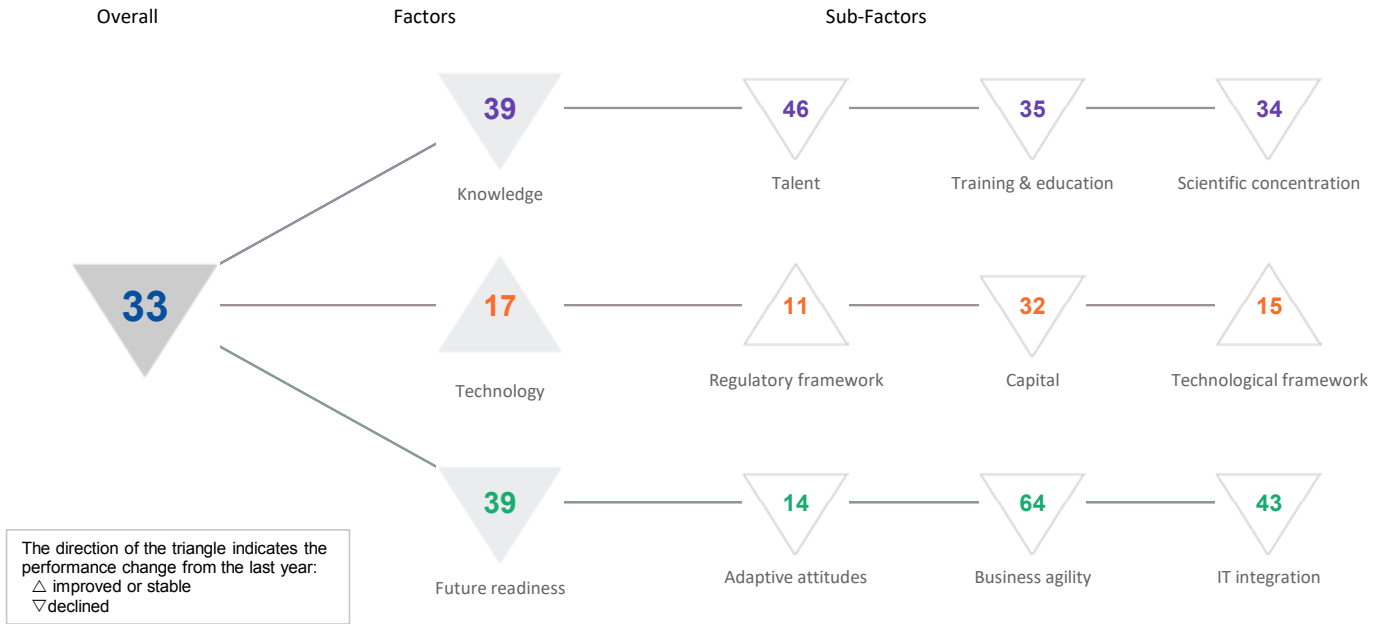 Overall
Factors
Sub-Factors
39
46
35
34
Knowledge
Talent
Training & education
Scientific concentration
33
17
11
32
15
Technology
Regulatory framework
Capital
Technological framework
39
14
64
43
Future readiness
Adaptive attitudes
Business agility
IT integration
The direction of the triangle indicates the
performance change from the last year:
△ improved or stable
▽declined